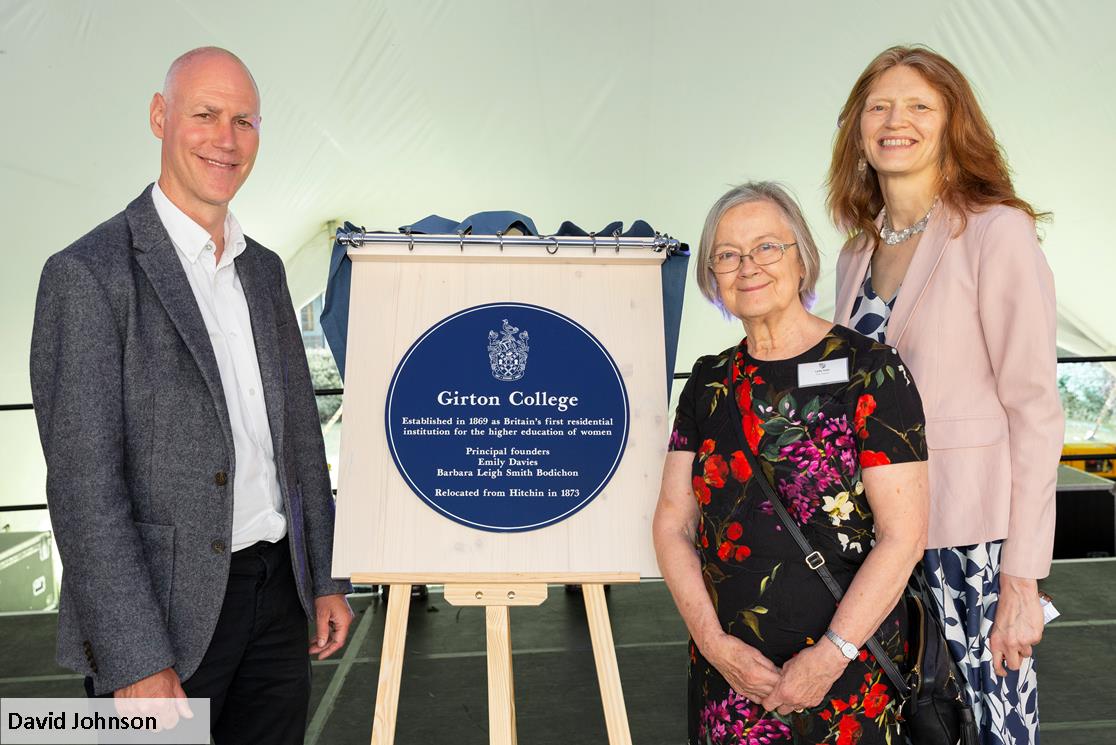 Girton College
Established in 1869 as Britain's first residential
institution for the higher education of women
Principal founders
Emily Davies
Barbara Leigh Smith Bodichon
Relocated from Hitchin in 1873
David Johnson